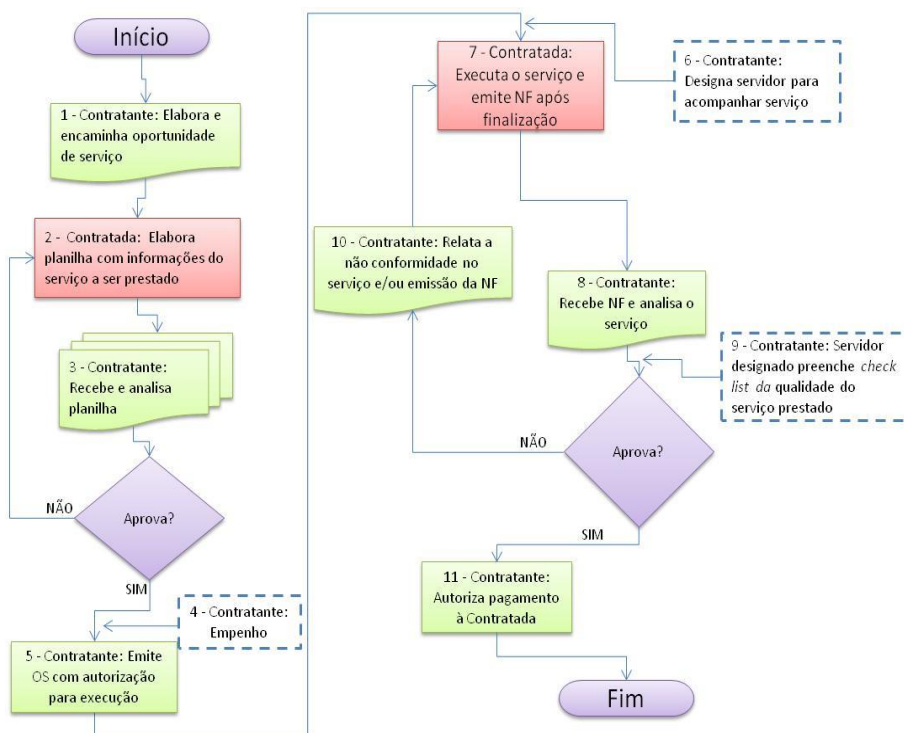 Início
1 - Contratante: Elabora e
encaminha oportunidade
de serviço
2 - Contratada: Elabora
planilha com informações do
serviço a ser prestado
3 - Contratante:
Recebe e analisa
planilha
NÃO
Aprova?
SIM
4 - Contratante:
Empenho
5 - Contratante: Emite
OS com autorização
para execução
6 - Contratante:
Designa servidor para
acompanhar serviço
7 - Contratada:
Executa o serviço e
emite NF após
finalização
8 - Contratante:
Recebe NF e analisa o
serviço
9 - Contratante: Servidor
designado preenche check
list da qualidade do
serviço prestado
NÃO
Aprova?
10 - Contratante: Relata a
não conformidade no
serviço e/ou emissão da NF
SIM
11 - Contratante:
Autoriza pagamento
à Contratada
Fim